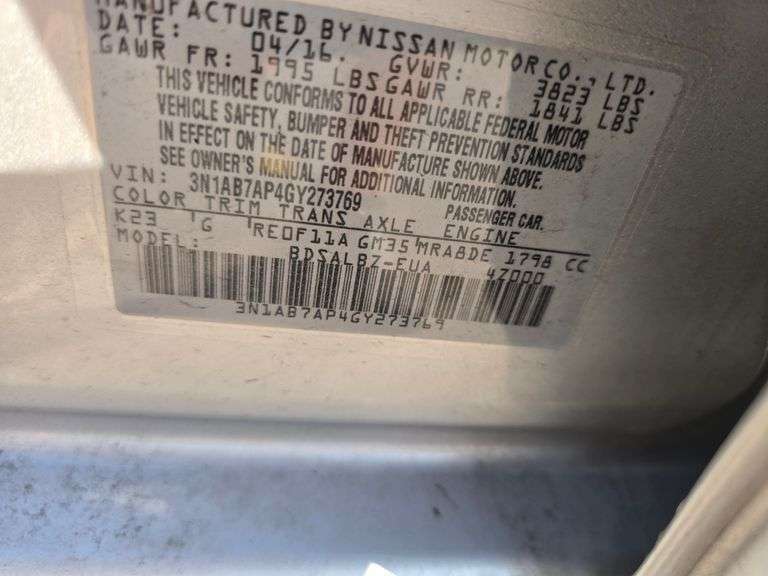 MANUFACTURED BY NISSAN MOTOR CO., LTD.
DATE: 04/16. GVWR: 3823 LBS
GAWR FR: 1995 LBS GAWR RR: 1841 LBS
THIS VEHICLE CONFORMS TO ALL APPLICABLE FEDERAL MOTOR
VEHICLE SAFETY, BUMPER AND THEFT PREVENTION STANDARDS
IN EFFECT ON THE DATE OF MANUFACTURE SHOWN ABOVE.
SEE OWNER'S MANUAL FOR ADDITIONAL INFORMATION.
VIN: 3N1AB7AP4GY273769 PASSENGER CAR.
COLOR TRIM TRANS AXLE ENGINE
K23 G RE0F11A GM35 MRA8DE 1798 CC
MODEL: BDSALBZ-EUA 4Z000
3N1AB7AP4GY273769